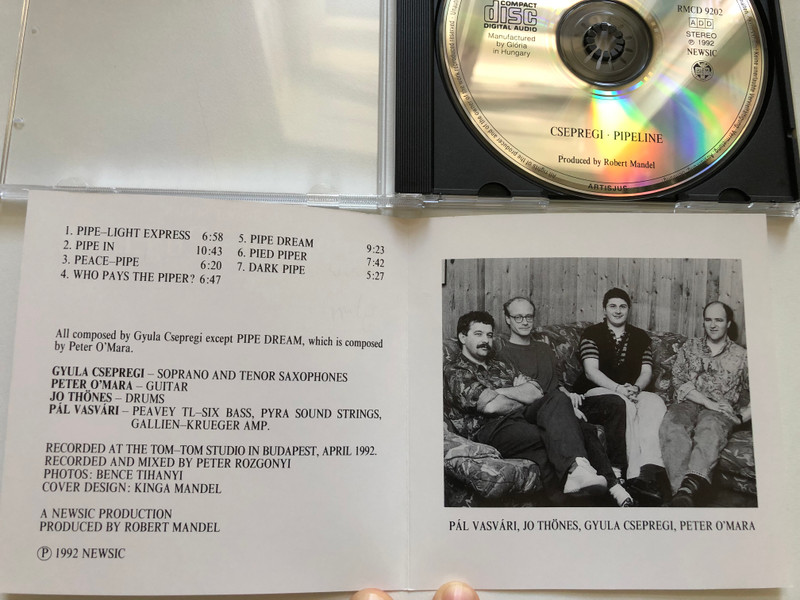 COMPACT
disc
DIGITAL AUDIO
Manufactured
by Glória
in Hungary
RMCD 9202
ADD
STEREO
℗ 1992
NEWSIC
CSEPREGI · PIPELINE
Produced by Robert Mandel
ARTISJUS
1. PIPE–LIGHT EXPRESS 6:58
2. PIPE IN 10:43
3. PEACE–PIPE 6:20
4. WHO PAYS THE PIPER? 6:47
5. PIPE DREAM 9:23
6. PIED PIPER 7:42
7. DARK PIPE 5:27
All composed by Gyula Csepregi except PIPE DREAM, which is composed
by Peter O'Mara.
GYULA CSEPREGI – SOPRANO AND TENOR SAXOPHONES
PETER O'MARA – GUITAR
JO THÖNES – DRUMS
PÁL VASVÁRI – PEAVEY TL–SIX BASS, PYRA SOUND STRINGS,
GALLIEN–KRUEGER AMP.
RECORDED AT THE TOM–TOM STUDIO IN BUDAPEST, APRIL 1992.
RECORDED AND MIXED BY PETER ROZGONYI
PHOTOS: BENCE TIHANYI
COVER DESIGN: KINGA MANDEL
A NEWSIC PRODUCTION
PRODUCED BY ROBERT MANDEL
℗ 1992 NEWSIC
PÁL VASVÁRI, JO THÖNES, GYULA CSEPREGI, PETER O'MARA